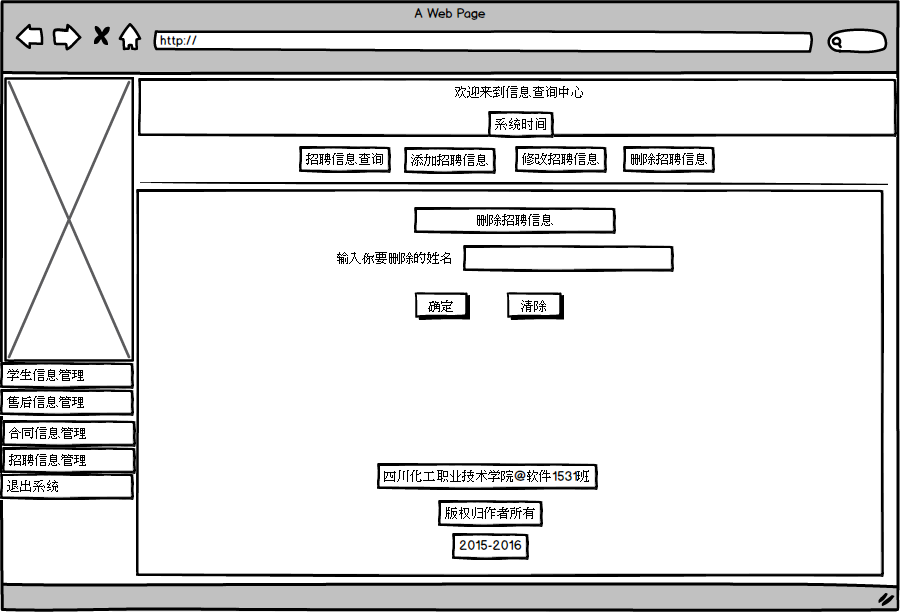 A Web Page
http://
欢迎来到信息查询中心
系统时间
招聘信息查询
添加招聘信息
修改招聘信息
删除招聘信息
删除招聘信息
输入你要删除的姓名
确定
清除
学生信息管理
售后信息管理
合同信息管理
招聘信息管理
退出系统
四川化工职业技术学院@软件1531班
版权归作者所有
2015-2016